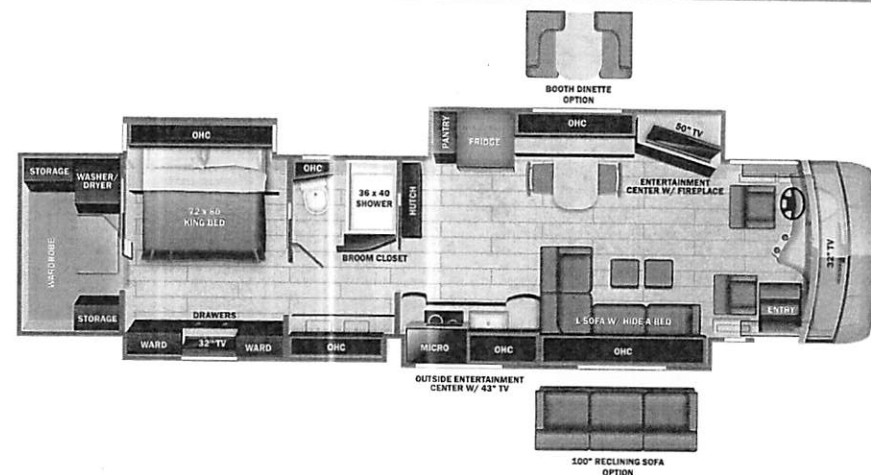 BOOTH DINETTE
OPTION
OHC
PANTRY
FRIDGE
OHC
50" TV
STORAGE
WASHER/
DRYER
OHC
36 x 40
SHOWER
HUTCH
ENTERTAINMENT
CENTER W/ FIREPLACE
72 x 80
KING BED
WARDROBE
BROOM CLOSET
32" TV
STORAGE
DRAWERS
L-SOFA W/ HIDE A BED
ENTRY
WARD
32" TV
WARD
OHC
MICRO
OHC
OHC
OUTSIDE ENTERTAINMENT
CENTER W/ 43" TV
100" RECLINING SOFA
OPTION